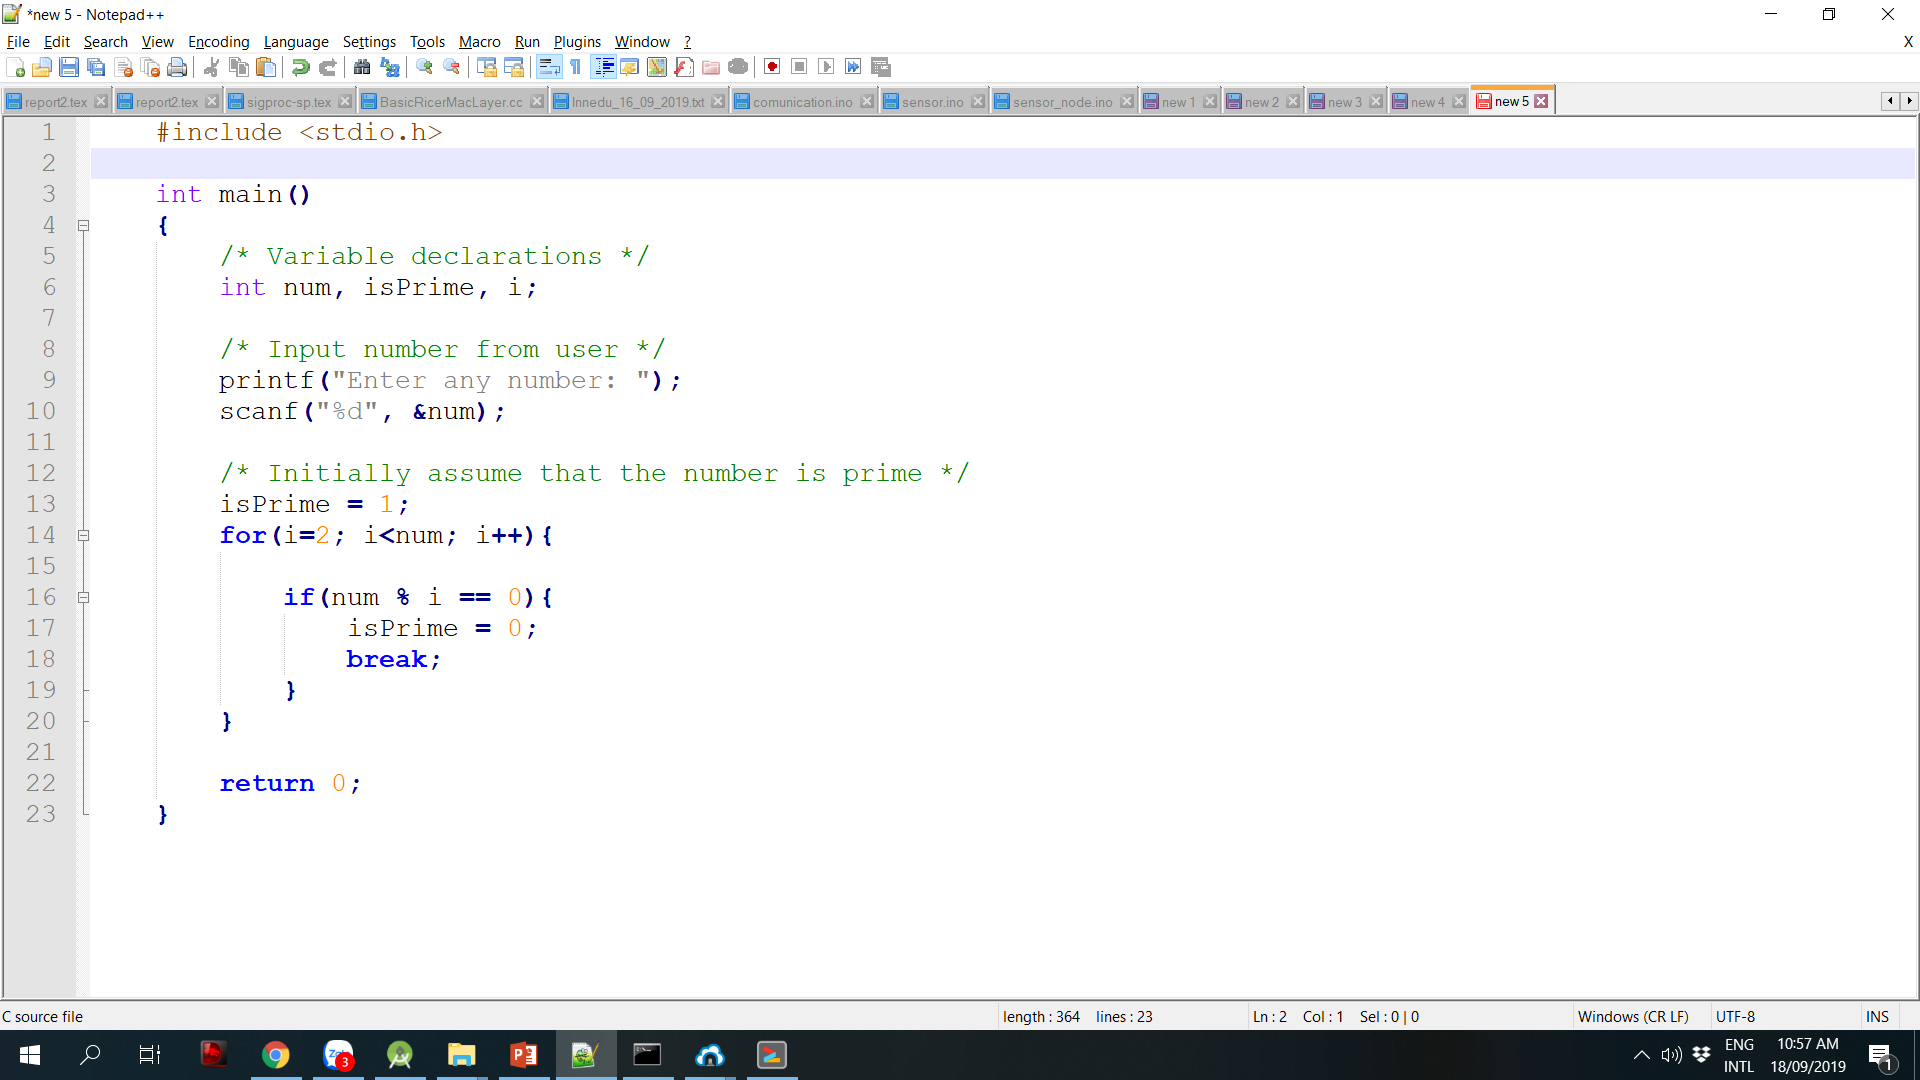 *new 5 - Notepad++
File Edit Search View Encoding Language Settings Tools Macro Run Plugins Window ? X
report2.tex report2.tex sigproc-sp.tex BasicRicerMacLayer.cc Innedu_16_09_2019.txt comunication.ino sensor.ino sensor_node.ino new 1 new 2 new 3 new 4 new 5
1 #include <stdio.h>
2
3 int main()
4 {
5 /* Variable declarations */
6 int num, isPrime, i;
7
8 /* Input number from user */
9 printf("Enter any number: ");
10 scanf("%d", &num);
11
12 /* Initially assume that the number is prime */
13 isPrime = 1;
14 for(i=2; i<num; i++){
15
16 if(num % i == 0){
17 isPrime = 0;
18 break;
19 }
20 }
21
22 return 0;
23 }
C source file length : 364 lines : 23 Ln : 2 Col : 1 Sel : 0 | 0 Windows (CR LF) UTF-8 INS
ENG 10:57 AM
INTL 18/09/2019
3
1